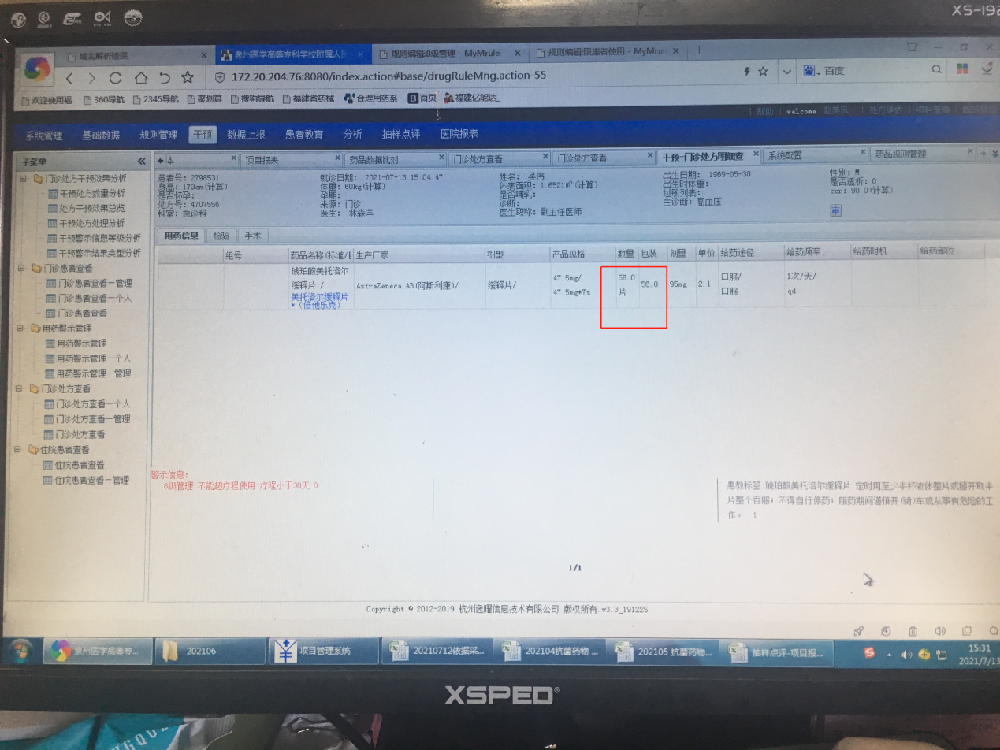 XS-192
域名解析错误
泉州医学高等专科学校附属人民
规则编辑:8级管理 - MyMrule
规则编辑:限患者使用 - MyMrule
172.20.204.76:8080/index.action#base/drugRuleMng.action-55
百度
欢迎使用福 360导航 2345导航 聚划算 搜狗导航 福建省药械 合理用药系 首页 福建亿能达_
帮助 welcome 处方评估 资料查询
系统管理 基础数据 规则管理 干预 数据上报 患者教育 分析 抽样点评 医院报表
子菜单
本 项目报表 药品数据比对 门诊处方查看 门诊处方查看 干预-门诊处方明细查 系统配置 药品规则管理
门诊处方干预效果分析
干预处方数量分析
处方干预效果总览
干预处方处理分析
干预警示信息等级分析
干预警示结果类型分析
门诊患者查看
门诊患者查看—管理
门诊患者查看—个人
门诊患者查看
用药警示管理
用药警示管理
用药警示管理—个人
用药警示管理—管理
门诊处方查看
门诊处方查看—个人
门诊处方查看—管理
门诊处方查看
住院患者查看
住院患者查看
住院患者查看—管理
患者号: 2798531 就诊日期: 2021-07-13 15:04:47 姓名: 吴伟 出生日期: 1969-05-30 性别: M
身高: 170cm(计算) 体重: 60kg(计算) 体表面积: 1.6521m²(计算) 出生时体重: 是否透析: 0
是否怀孕: 孕期: 是否哺乳: 过敏列表: ccr: 90.0(计算)
处方号: 4707556 来源: 门诊 诊断: 主诊断: 高血压
科室: 急诊科 医生: 林霖洋 医生职称: 副主任医师
用药信息 检验 手术
组号 药品名称(标准/ 生产厂家 剂型 产品规格 数量 包装 剂量 单价 给药途径 给药频率 给药时机 给药部位
琥珀酸美托洛尔
缓释片 /
美托洛尔缓释片
*（倍他乐克）
AstraZeneca AB(阿斯利康)/
缓释片/
47.5mg/
47.5mg*7s
56.0
片
56.0
95mg
2.1
口服/
口服
1次/天/
qd
警示信息:
8级管理 不能超疗程使用 疗程小于30天 8
患教标签 琥珀酸美托洛尔缓释片 定时用至少半杯液体整片或掰开取半
片整个吞服；不得自行停药；服药期间谨慎开(骑)车或从事有危险的工
作。 1
1/1
Copyright © 2012-2019 杭州逸曜信息技术有限公司 版权所有 v3.3_191225
泉州医学高等专...
202106
项目管理系统
20210712依据采...
202104抗菌药物 ...
202105 抗菌药物...
抽样点评-项目报...
15:31
2021/7/13
XSPED®